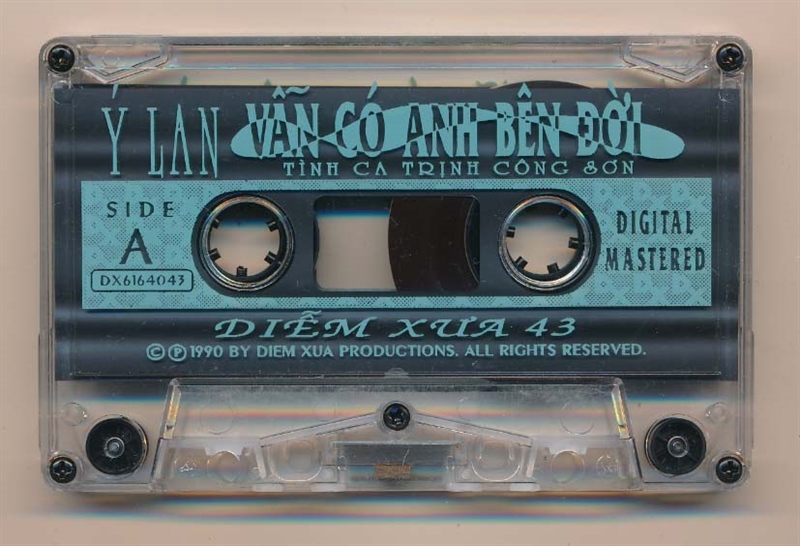 Ý LAN VẪN CÓ ANH BÊN ĐỜI
TÌNH CA TRỊNH CÔNG SƠN
SIDE
A
DX6164043
DIGITAL
MASTERED
DIỄM XƯA 43
©℗1990 BY DIEM XUA PRODUCTIONS. ALL RIGHTS RESERVED.